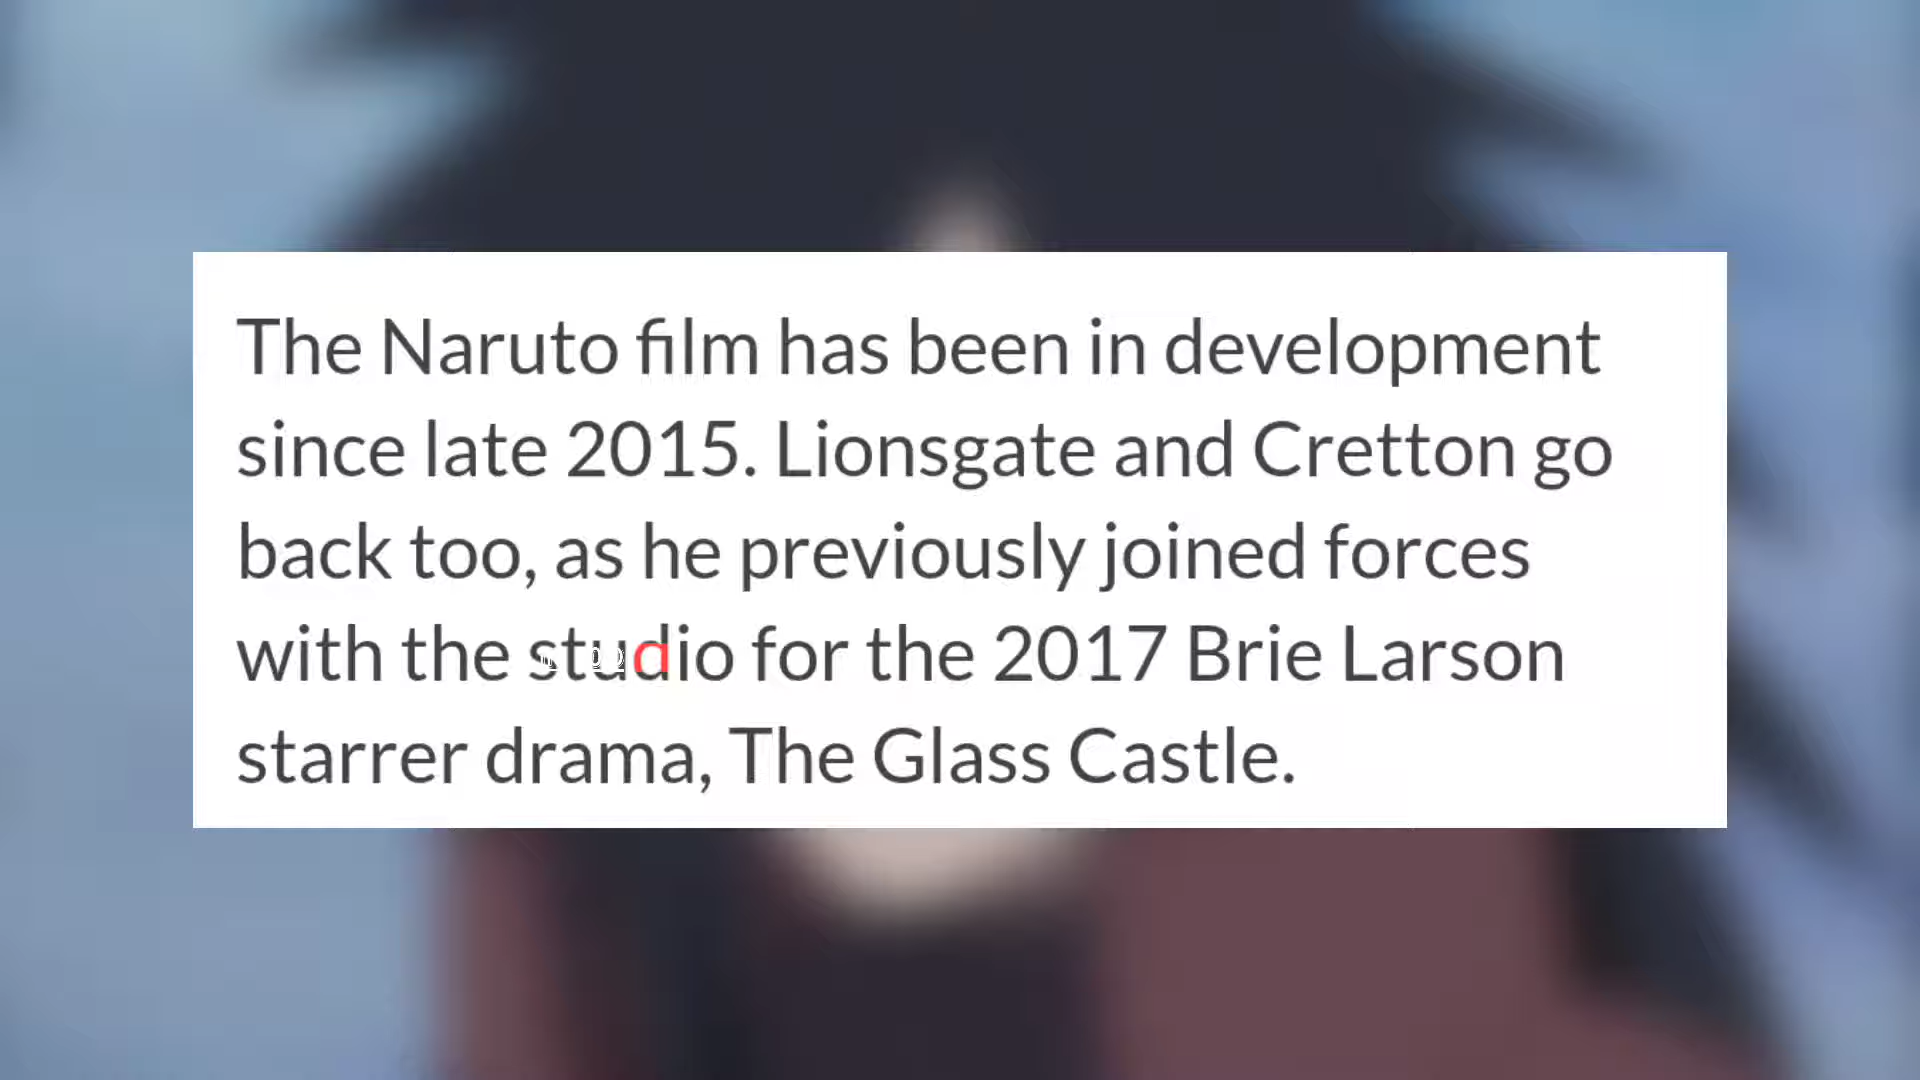 The Naruto film has been in development
since late 2015. Lionsgate and Cretton go
back too, as he previously joined forces
with the studio for the 2017 Brie Larson
starrer drama, The Glass Castle.